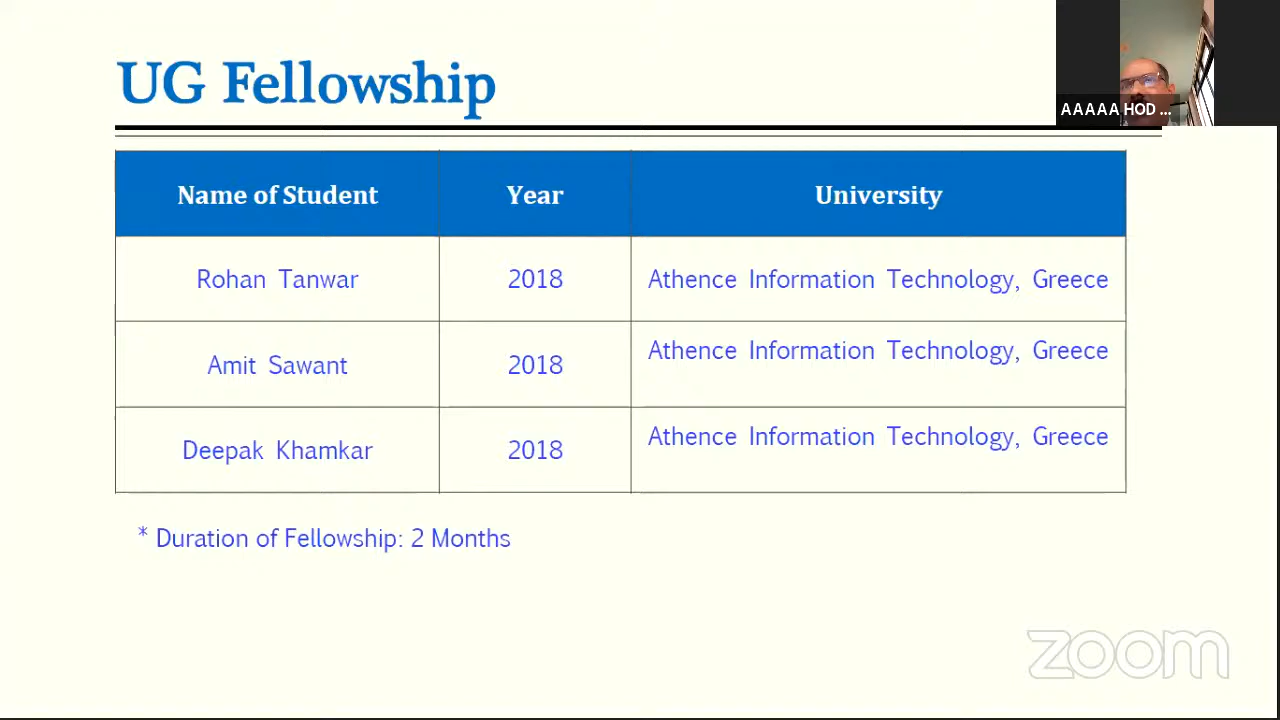 UG Fellowship
AAAAA HOD ...
Name of Student Year University
Rohan Tanwar 2018 Athence Information Technology, Greece
Amit Sawant 2018 Athence Information Technology, Greece
Deepak Khamkar 2018 Athence Information Technology, Greece
* Duration of Fellowship: 2 Months
zoom